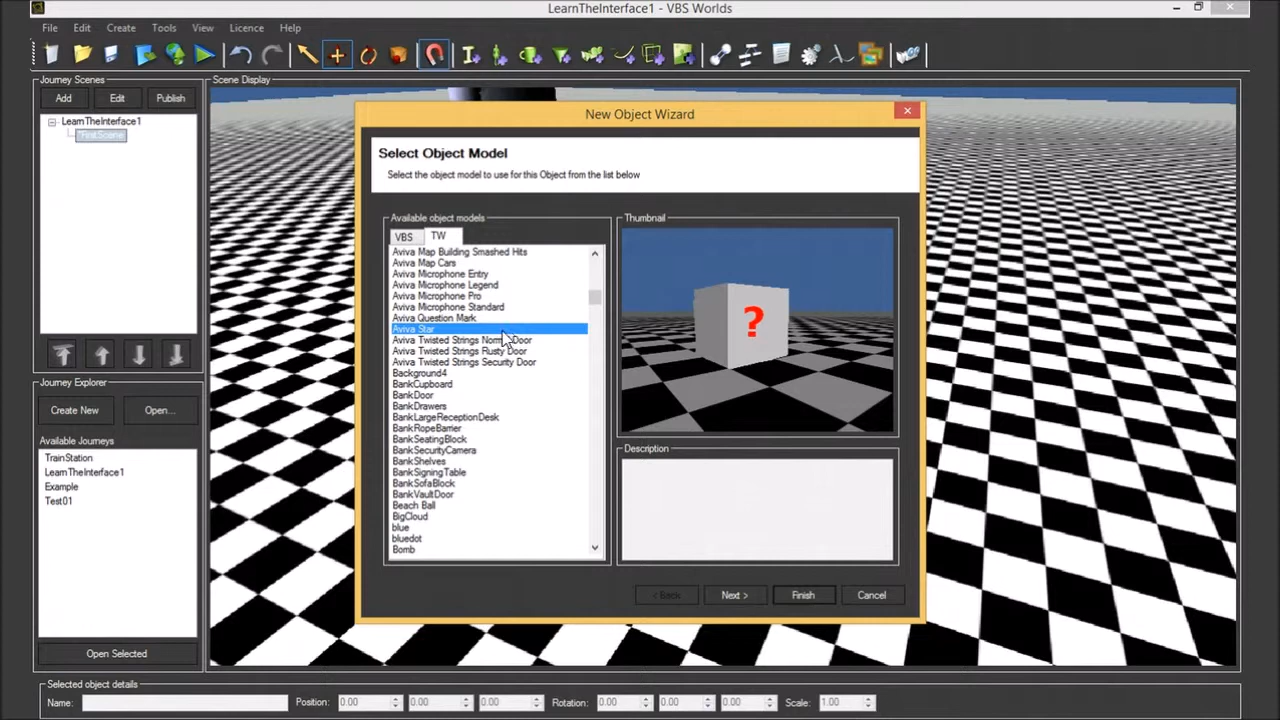 LearnTheInterface1 - VBS Worlds
File Edit Create Tools View Licence Help
Journey Scenes
Add Edit Publish
LearnTheInterface1
FirstScene
Journey Explorer
Create New Open...
Available Journeys
TrainStation
LearnTheInterface1
Example
Test01
Open Selected
Scene Display
New Object Wizard
Select Object Model
Select the object model to use for this Object from the list below
Available object models
VBS TW
Aviva Map Building Smashed Hits
Aviva Map Cars
Aviva Microphone Entry
Aviva Microphone Legend
Aviva Microphone Pro
Aviva Microphone Standard
Aviva Question Mark
Aviva Star
Aviva Twisted Strings Normal Door
Aviva Twisted Strings Rusty Door
Aviva Twisted Strings Security Door
Background4
BankCupboard
BankDoor
BankDrawers
BankLargeReceptionDesk
BankRopeBarrier
BankSeatingBlock
BankSecurityCamera
BankShelves
BankSigningTable
BankSofaBlock
BankVaultDoor
Beach Ball
BigCloud
blue
bluedot
Bomb
Thumbnail
?
Description
< Back Next > Finish Cancel
Selected object details
Name: Position: 0.00 0.00 0.00 Rotation: 0.00 0.00 0.00 Scale: 1.00